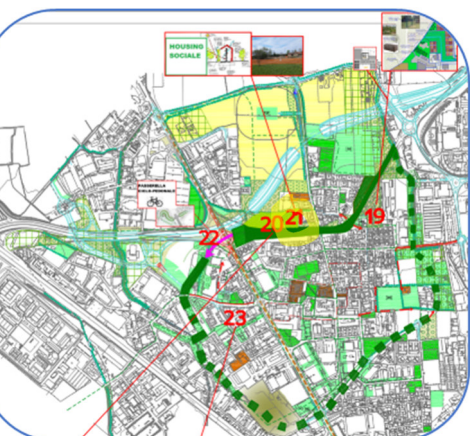 HOUSING
SOCIALE
PASSERELLA
CICLO-PEDONALE
19
20
21
22
23